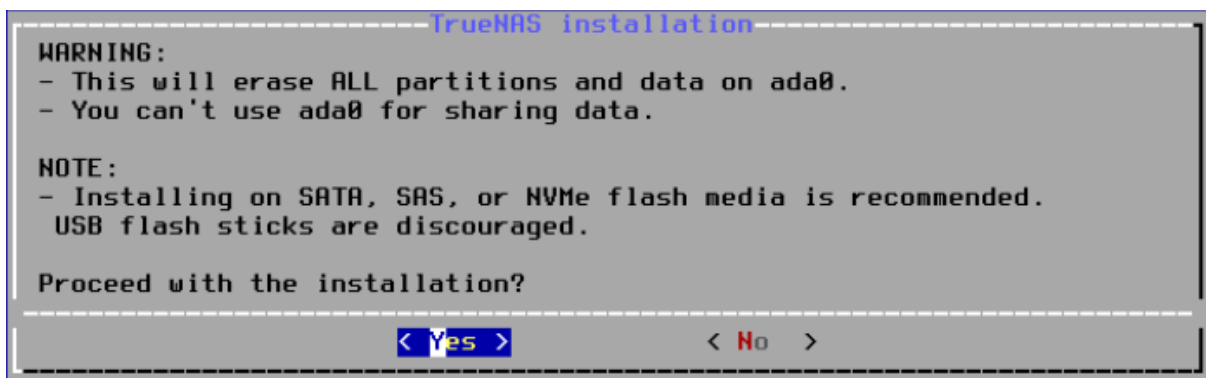 TrueNAS installation
WARNING:
- This will erase ALL partitions and data on ada0.
- You can't use ada0 for sharing data.
NOTE:
- Installing on SATA, SAS, or NVMe flash media is recommended.
USB flash sticks are discouraged.
Proceed with the installation?
< Yes > < No >